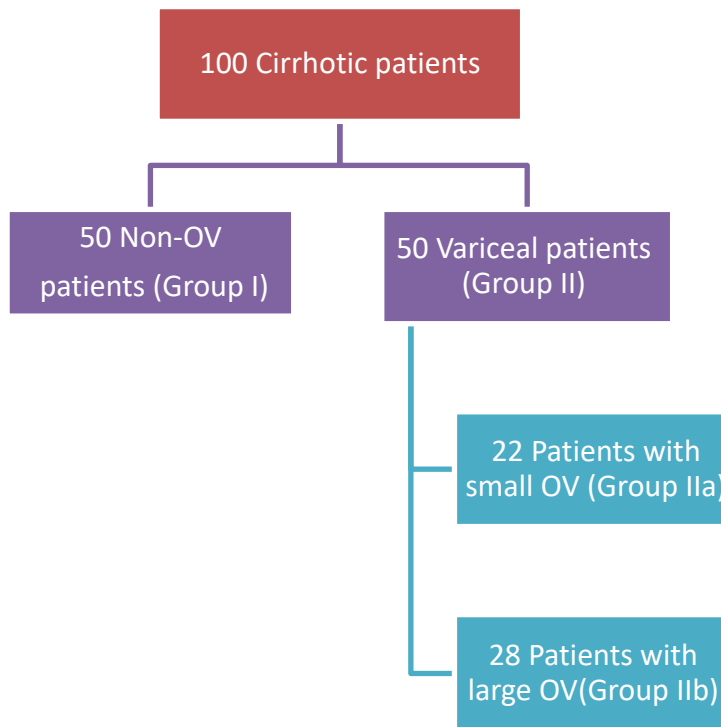 100 Cirrhotic patients
50 Non-OV
patients (Group I)
50 Variceal patients
(Group II)
22 Patients with
small OV (Group IIa)
28 Patients with
large OV(Group IIb)